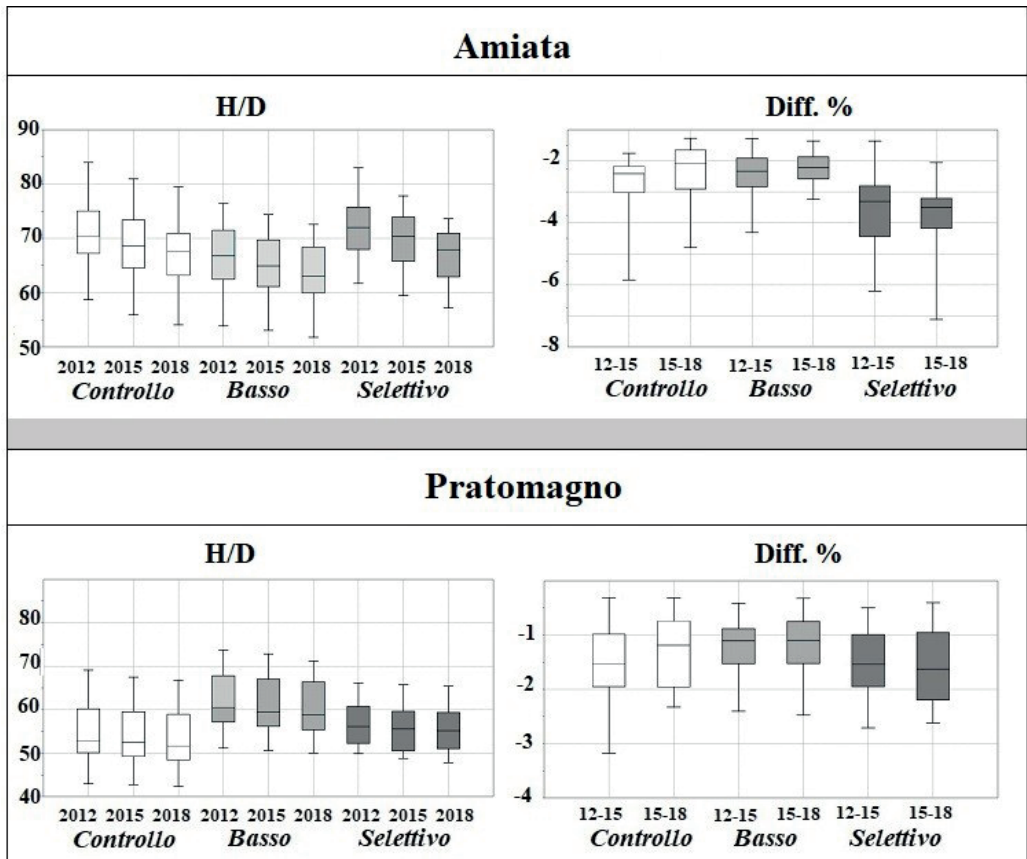 Amiata
H/D
90
80
70
60
50
2012 2015 2018 2012 2015 2018 2012 2015 2018
Controllo Basso Selettivo
Diff. %
-2
-4
-6
-8
12-15 15-18 12-15 15-18 12-15 15-18
Controllo Basso Selettivo
Pratomagno
H/D
80
70
60
50
40
2012 2015 2018 2012 2015 2018 2012 2015 2018
Controllo Basso Selettivo
Diff. %
-1
-2
-3
-4
12-15 15-18 12-15 15-18 12-15 15-18
Controllo Basso Selettivo